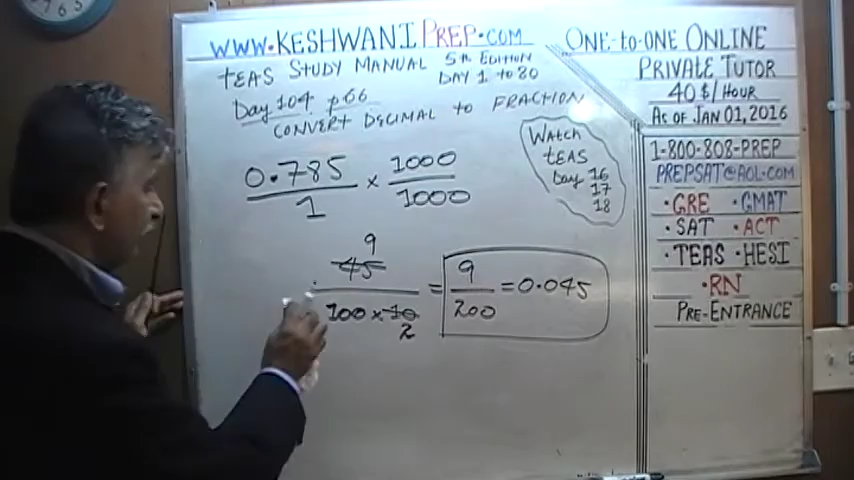 WWW.KESHWANIPREP.COM
TEAS STUDY MANUAL 5TH EDITION
DAY 1 TO 80
Day 104 p66
CONVERT DECIMAL to FRACTION
0.785 × 1000
1 1000
9
45
100 × 10
2
= 9 = 0.045
200
Watch
TEAS
Day 16
17
18
ONE-to-ONE ONLINE
PRIVATE TUTOR
40 $/HOUR
AS OF JAN 01, 2016
1-800-808-PREP
PREPSAT@AOL.COM
• GRE • GMAT
• SAT • ACT
• TEAS • HESI
• RN
PRE-ENTRANCE